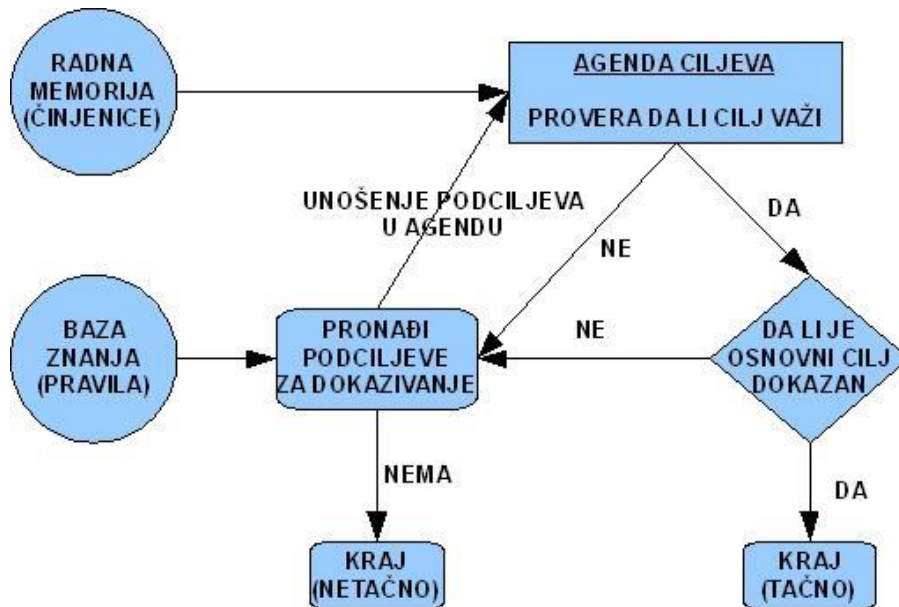 RADNA
MEMORIJA
(ČINJENICE)
AGENDA CILJEVA
PROVERA DA LI CILJ VAŽI
UNOŠENJE PODCILJEVA
U AGENDU
NE
DA
BAZA
ZNANJA
(PRAVILA)
PRONAĐI
PODCILJEVE
ZA DOKAZIVANJE
NE
DA LI JE
OSNOVNI CILJ
DOKAZAN
NEMA
DA
KRAJ
(NETAČNO)
KRAJ
(TAČNO)